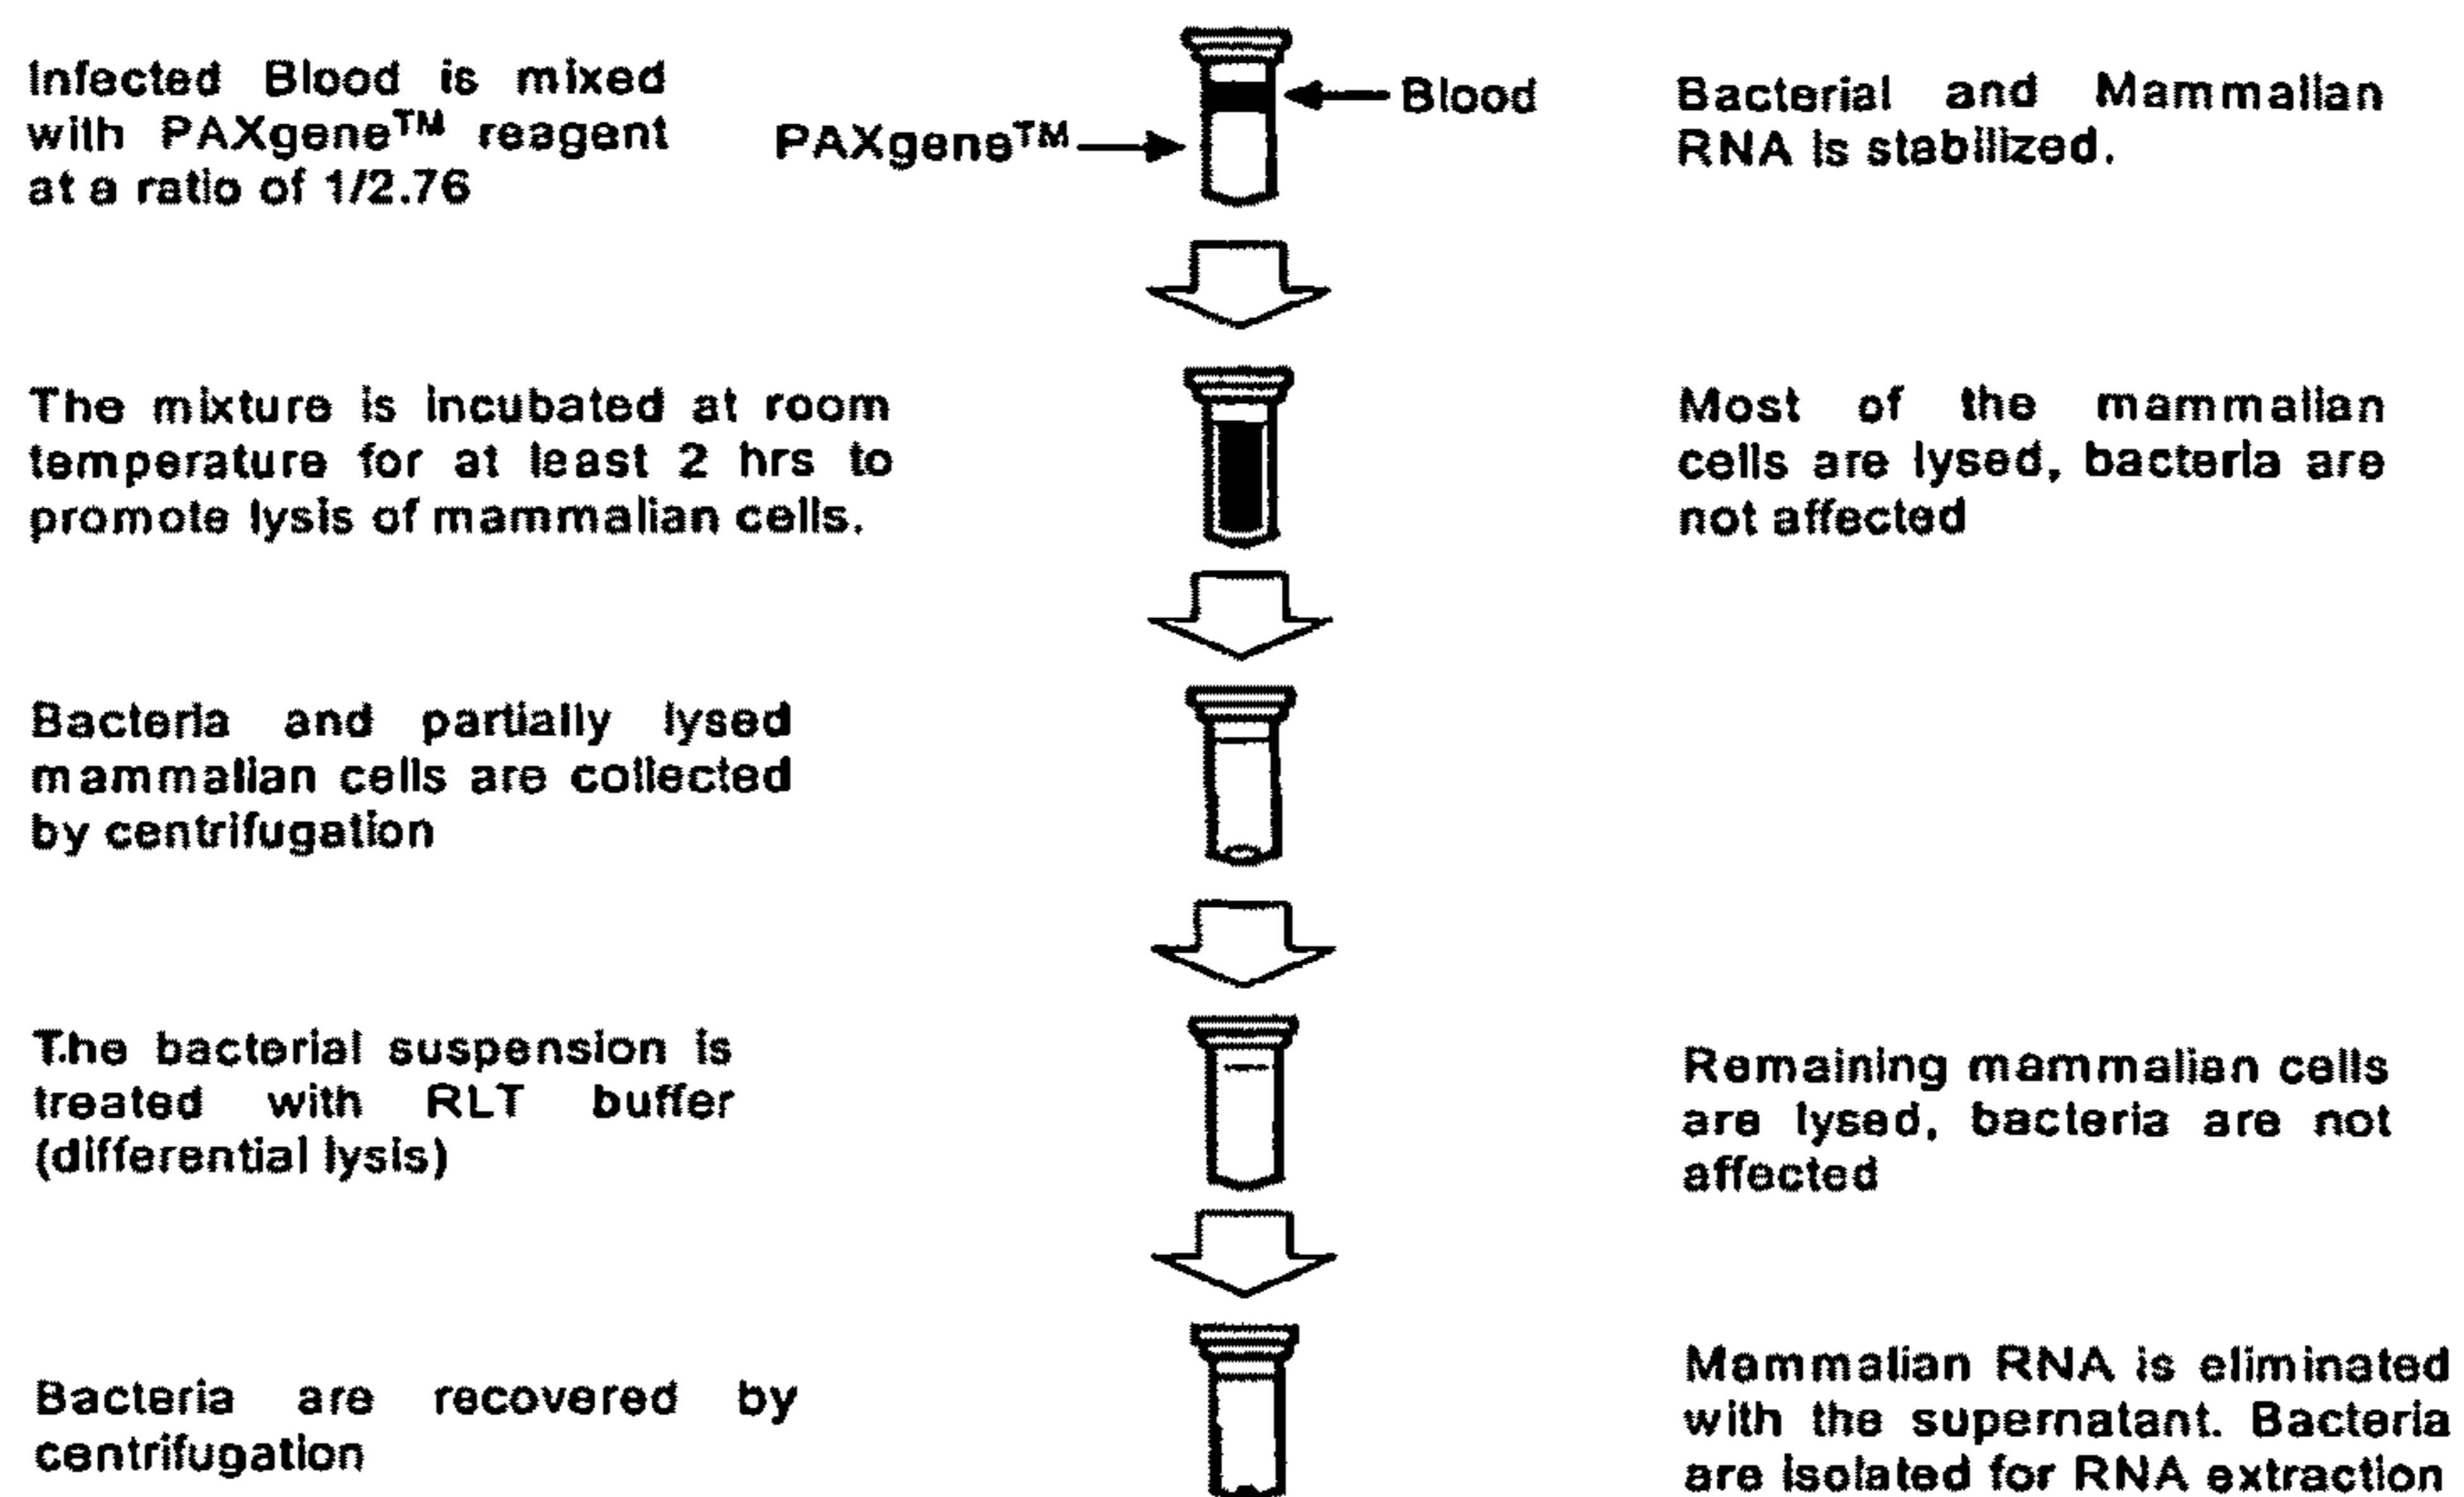 Infected Blood is mixed
with PAXgene™ reagent
at a ratio of 1/2.76
PAXgene™
Blood
Bacterial and Mammalian
RNA is stabilized.
The mixture is incubated at room
temperature for at least 2 hrs to
promote lysis of mammalian cells.
Most of the mammalian
cells are lysed, bacteria are
not affected
Bacteria and partially lysed
mammalian cells are collected
by centrifugation
The bacterial suspension is
treated with RLT buffer
(differential lysis)
Remaining mammalian cells
are lysed, bacteria are not
affected
Bacteria are recovered by
centrifugation
Mammalian RNA is eliminated
with the supernatant. Bacteria
are isolated for RNA extraction